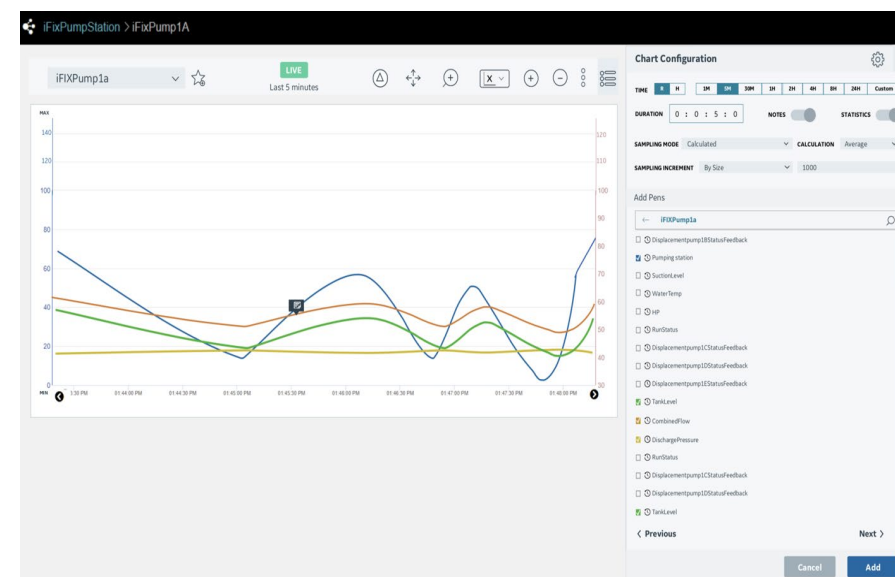 iFixPumpStation > iFixPump1A
iFIXPump1a
LIVE
Last 5 minutes
X
MAX
140
120
100
80
60
40
20
0
MIN
120
110
100
90
80
70
60
50
40
30
1:30 PM 01:44:00 PM 01:44:30 PM 01:45:00 PM 01:45:30 PM 01:46:00 PM 01:46:30 PM 01:47:00 PM 01:47:30 PM 01:48:00 PM
Chart Configuration
TIME R H 1M 5M 30M 1H 2H 4H 8H 24H Custom
DURATION 0 : 0 : 5 : 0 NOTES STATISTICS
SAMPLING MODE Calculated CALCULATION Average
SAMPLING INCREMENT By Size 1000
Add Pens
← iFIXPump1a
Displacementpump1BStatusFeedback
Pumping station
SuctionLevel
WaterTemp
HP
RunStatus
Displacementpump1CStatusFeedback
Displacementpump1DStatusFeedback
Displacementpump1EStatusFeedback
TankLevel
CombinedFlow
DischargePressure
RunStatus
Displacementpump1CStatusFeedback
Displacementpump1DStatusFeedback
TankLevel
< Previous Next >
Cancel Add